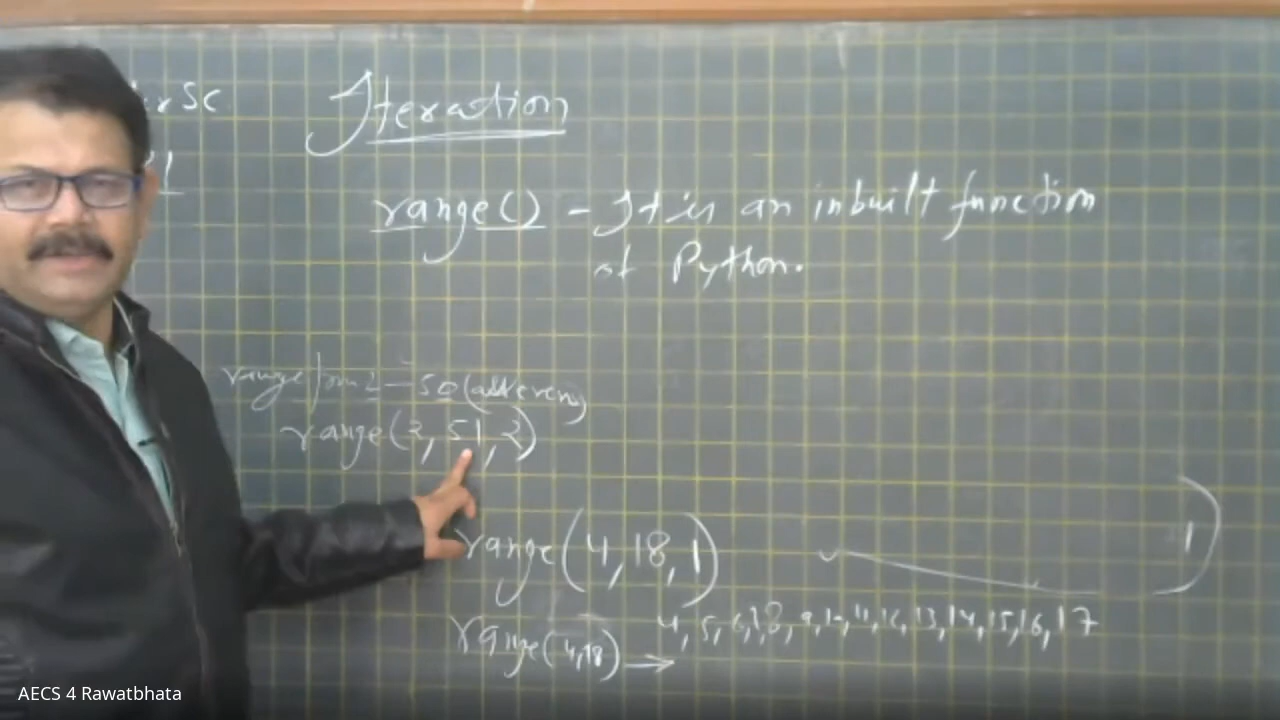 Sc
Iteration
range() - It is an inbuilt function
of Python.
range from 2 - 50 (all even)
range(2, 51, 2)
range(4, 18, 1)
range(4,18) → 4, 5, 6, 7, 8, 9, 10, 11, 12, 13, 14, 15, 16, 17
AECS 4 Rawatbhata